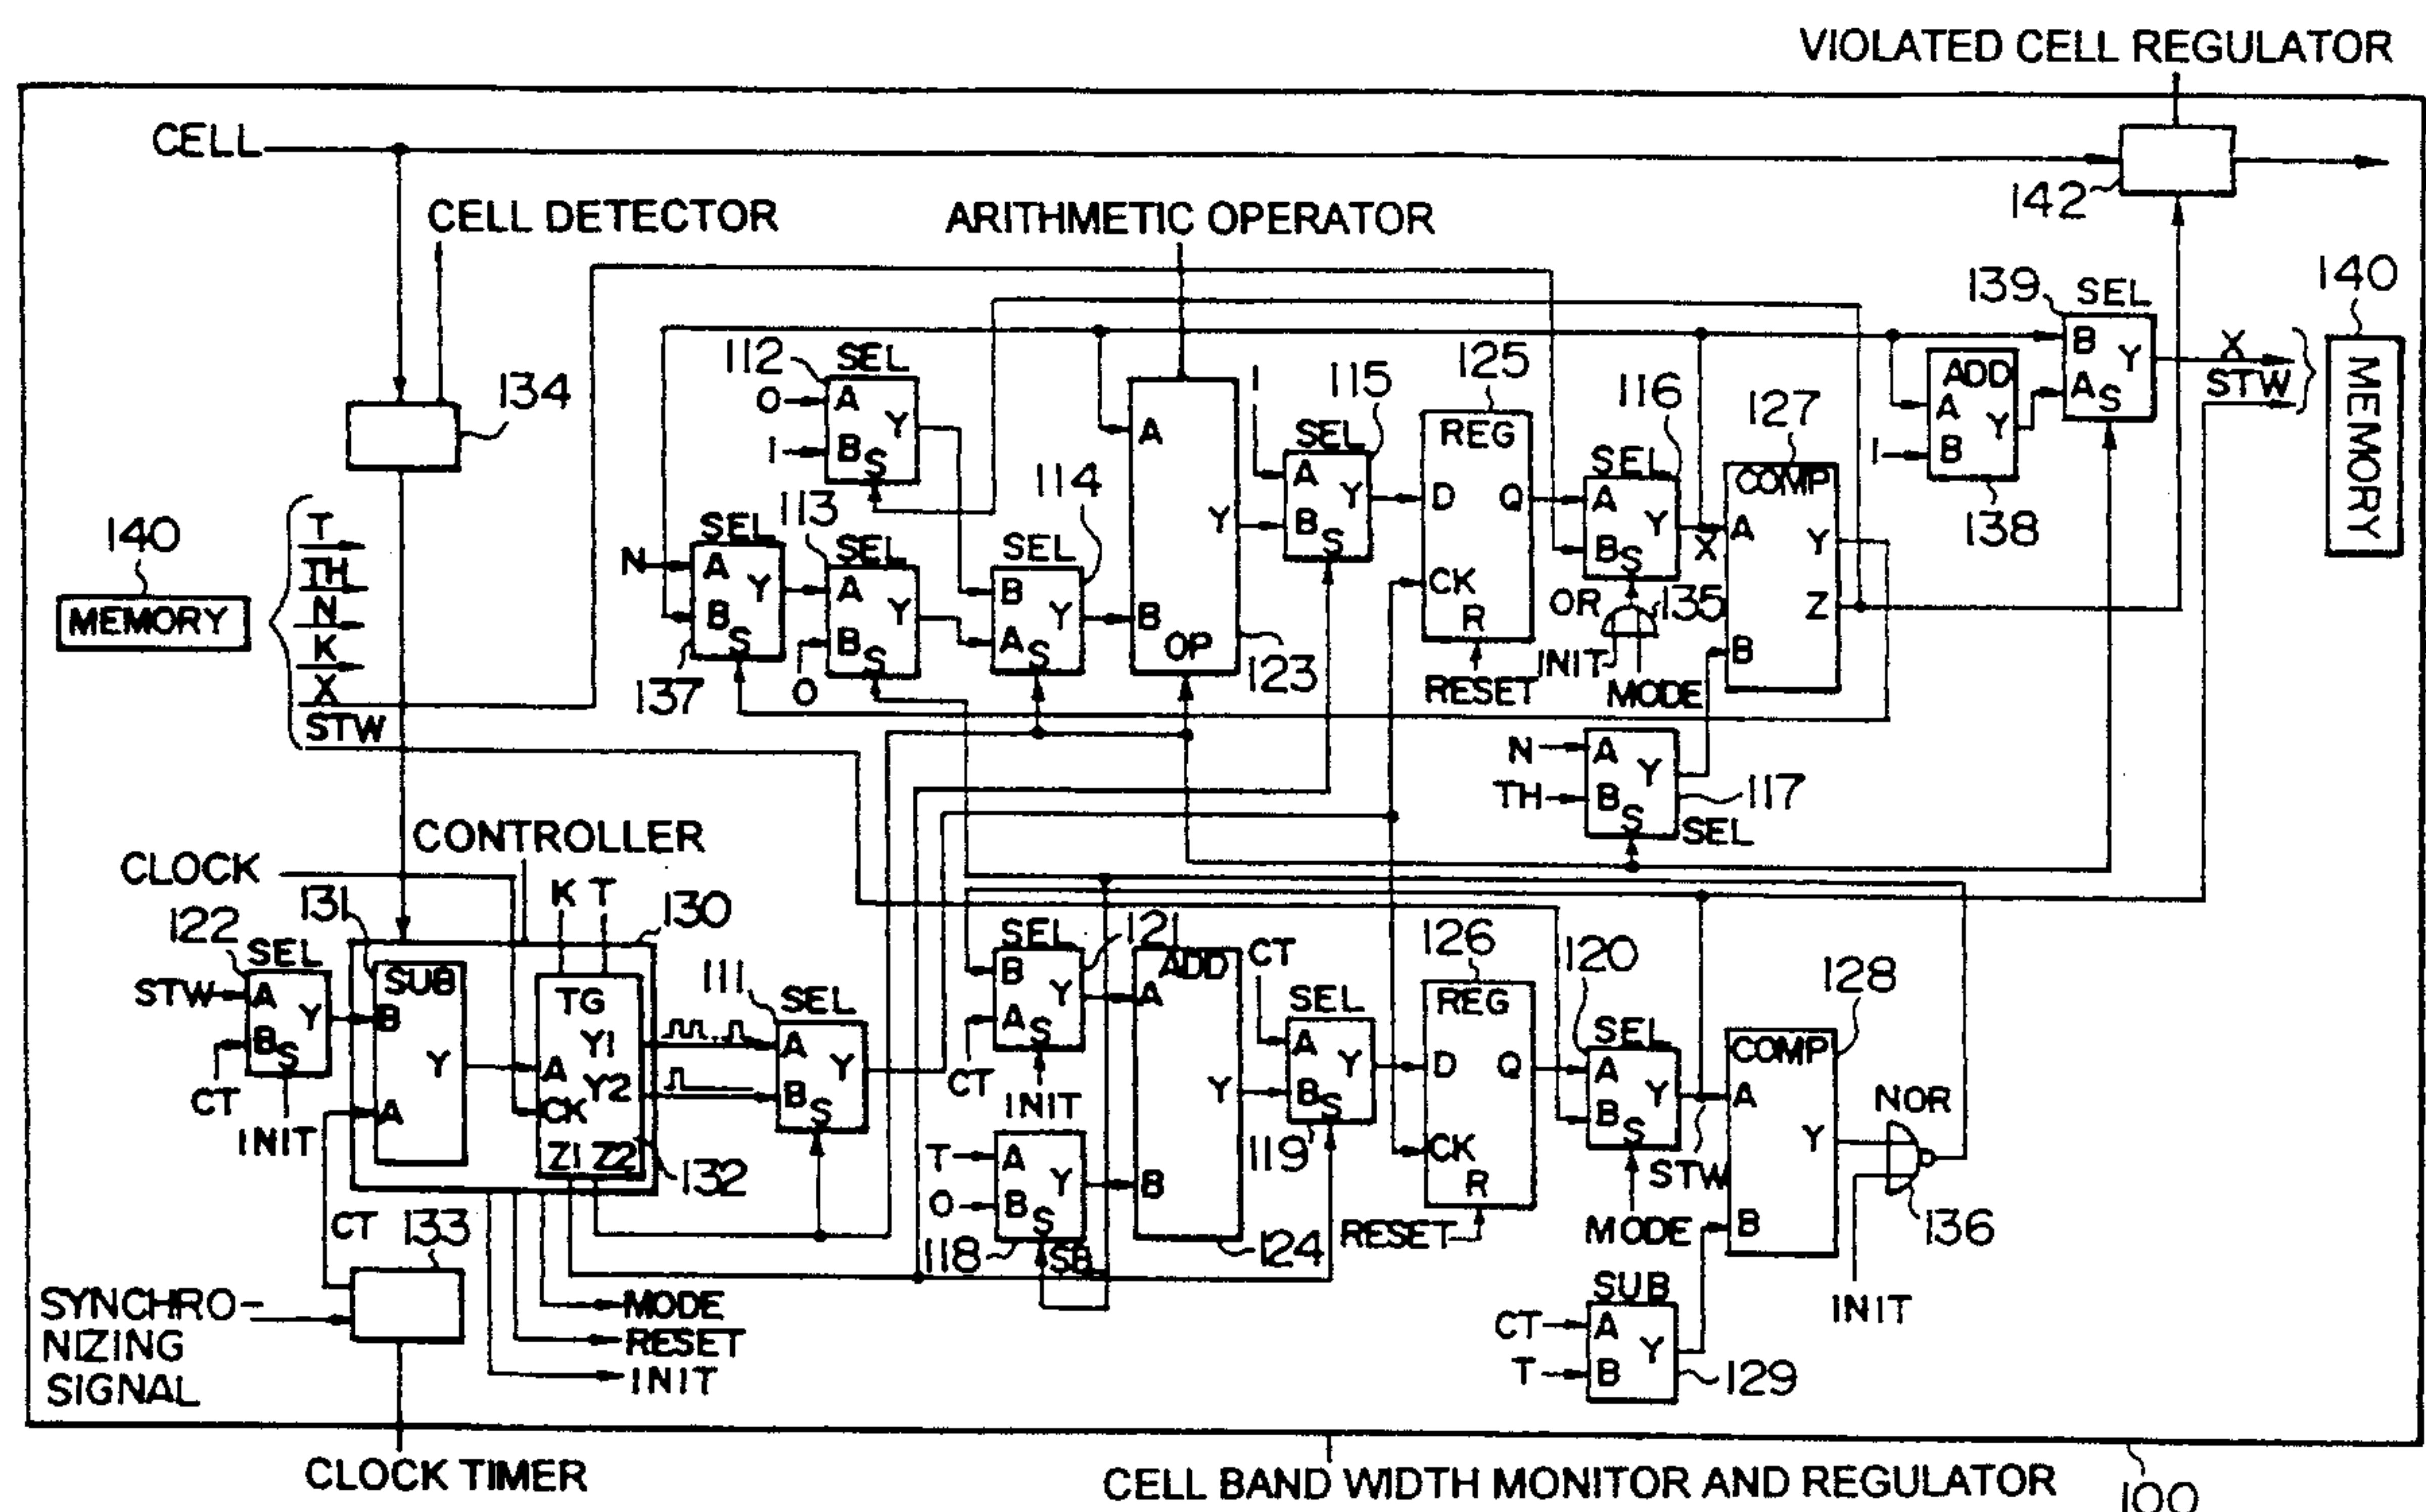 VIOLATED CELL REGULATOR
CELL
142
CELL DETECTOR
ARITHMETIC OPERATOR
134
139
SEL
B
Y
A
S
140
MEMORY
X
STW
112
SEL
0
A
Y
1
B
S
ADD
A
Y
1
B
138
1
115
SEL
A
Y
B
S
125
REG
D
Q
CK
R
RESET
116
SEL
A
Y
B
S
X
127
COMP
A
Y
Z
B
OR
135
INIT
MODE
140
MEMORY
T
TH
N
K
X
STW
SEL
N
A
Y
B
S
137
113
SEL
A
Y
B
S
0
114
SEL
B
Y
A
S
A
Y
B
OP
123
N
A
Y
TH
B
S
117
SEL
CONTROLLER
CLOCK
131
K T
130
122
SEL
STW
A
Y
B
S
CT
INIT
SUB
B
Y
A
TG
Y1
A
Y2
CK
Z1 Z2
132
111
SEL
A
Y
B
S
SEL
121
B
Y
A
S
CT
INIT
T
A
Y
0
B
S
118
SB
ADD
A
Y
B
124
CT
SEL
A
Y
B
S
119
126
REG
D
Q
CK
R
RESET
120
SEL
A
Y
B
S
STW
MODE
128
COMP
A
Y
B
NOR
136
INIT
SUB
CT
A
Y
T
B
129
CT
133
SYNCHRO-
NIZING
SIGNAL
MODE
RESET
INIT
CLOCK TIMER
CELL BAND WIDTH MONITOR AND REGULATOR
100